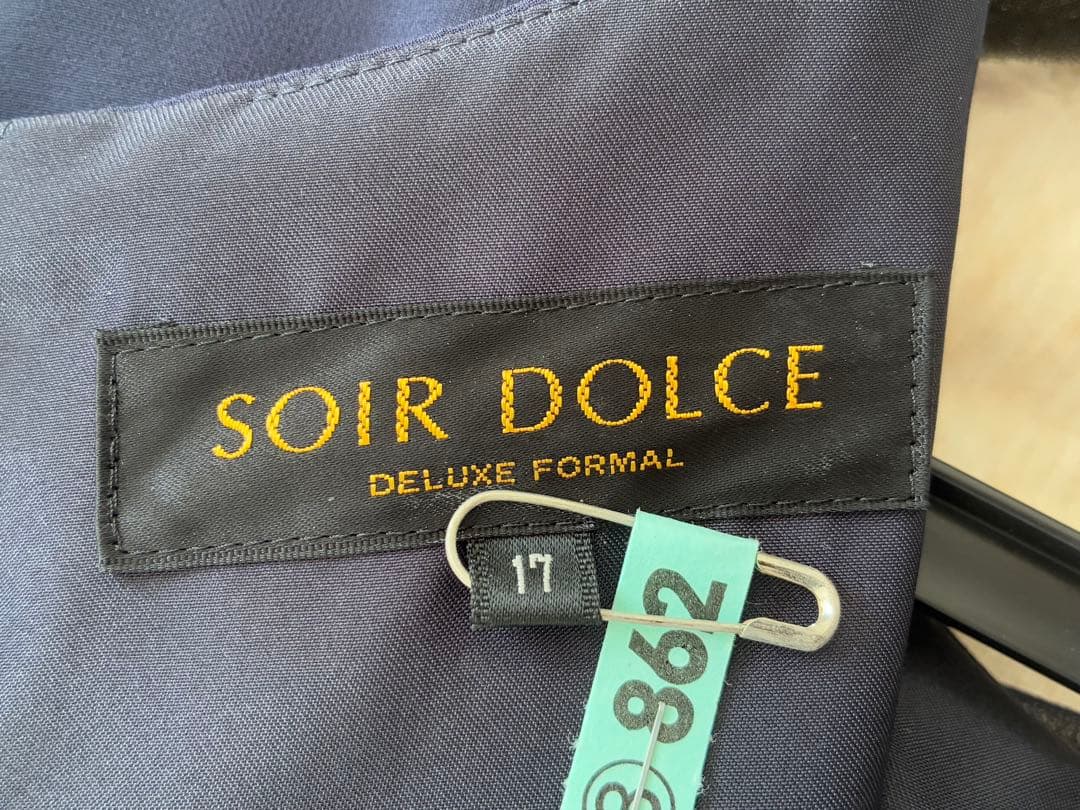 SOIR DOLCE
DELUXE FORMAL
17
862